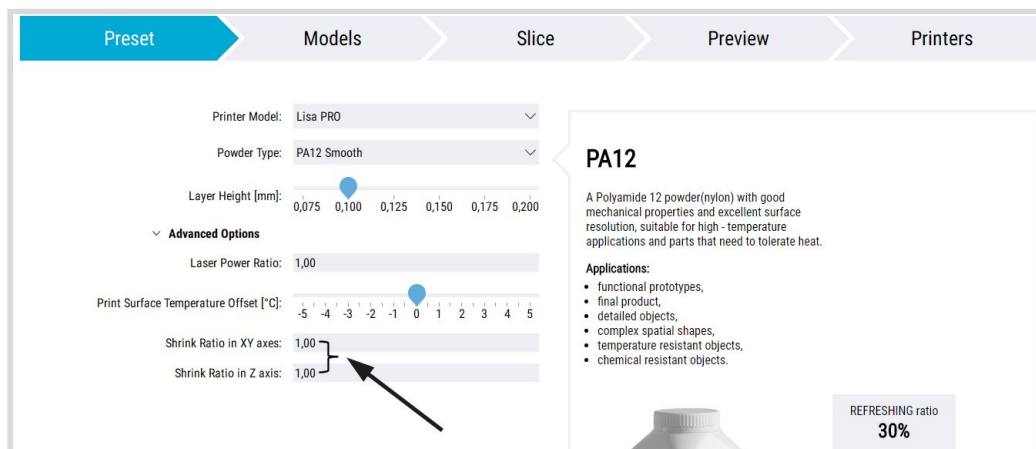 Preset
Models
Slice
Preview
Printers
Printer Model:
Lisa PRO
Powder Type:
PA12 Smooth
Layer Height [mm]:
0,075 0,100 0,125 0,150 0,175 0,200
Advanced Options
Laser Power Ratio:
1,00
Print Surface Temperature Offset [°C]:
-5 -4 -3 -2 -1 0 1 2 3 4 5
Shrink Ratio in XY axes:
1,00
Shrink Ratio in Z axis:
1,00
PA12
A Polyamide 12 powder(nylon) with good
mechanical properties and excellent surface
resolution, suitable for high - temperature
applications and parts that need to tolerate heat.
Applications:
• functional prototypes,
• final product,
• detailed objects,
• complex spatial shapes,
• temperature resistant objects,
• chemical resistant objects.
REFRESHING ratio
30%